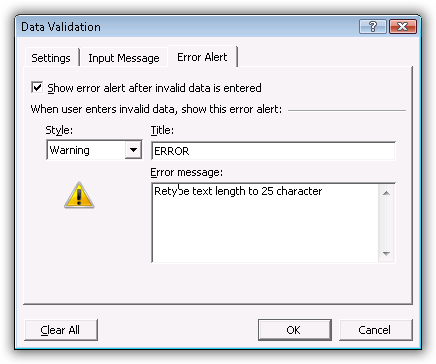 Data Validation
Settings Input Message Error Alert
Show error alert after invalid data is entered
When user enters invalid data, show this error alert:
Style: Title:
Warning ERROR
Error message:
Retype text length to 25 character
Clear All OK Cancel